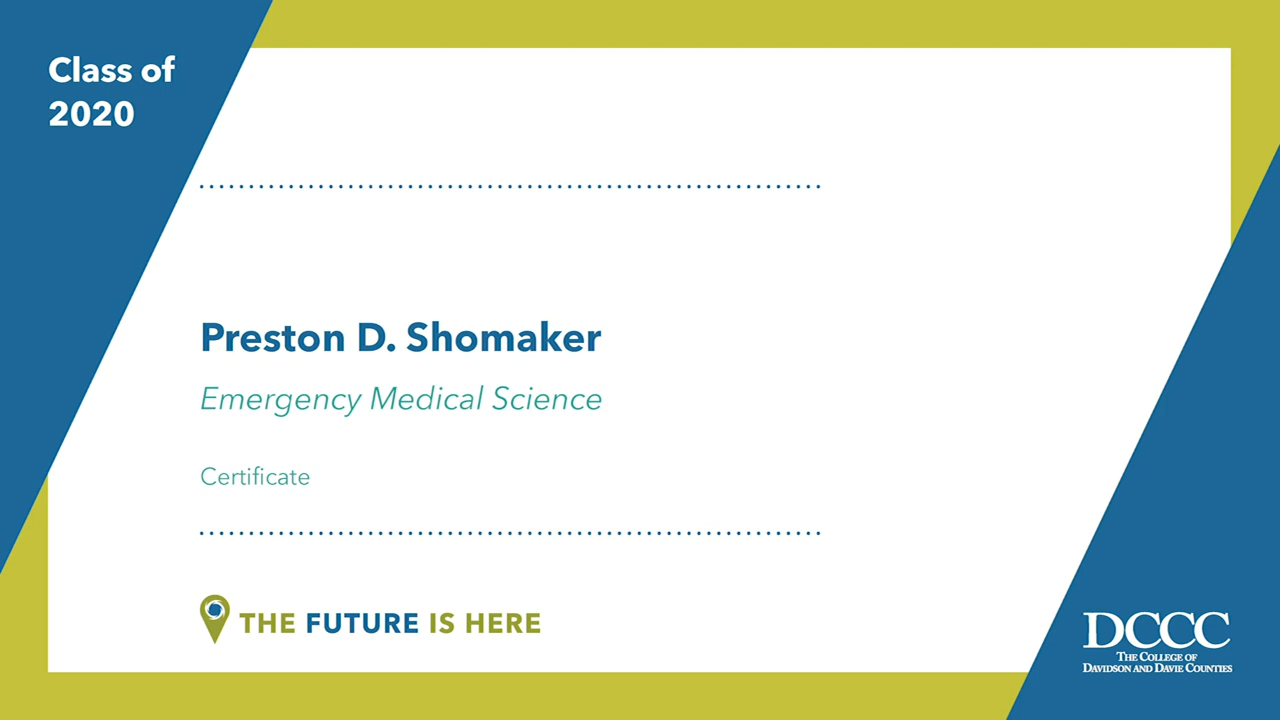 Class of
2020
Preston D. Shomaker
Emergency Medical Science
Certificate
THE FUTURE IS HERE
DCCC
THE COLLEGE OF
DAVIDSON AND DAVIE COUNTIES